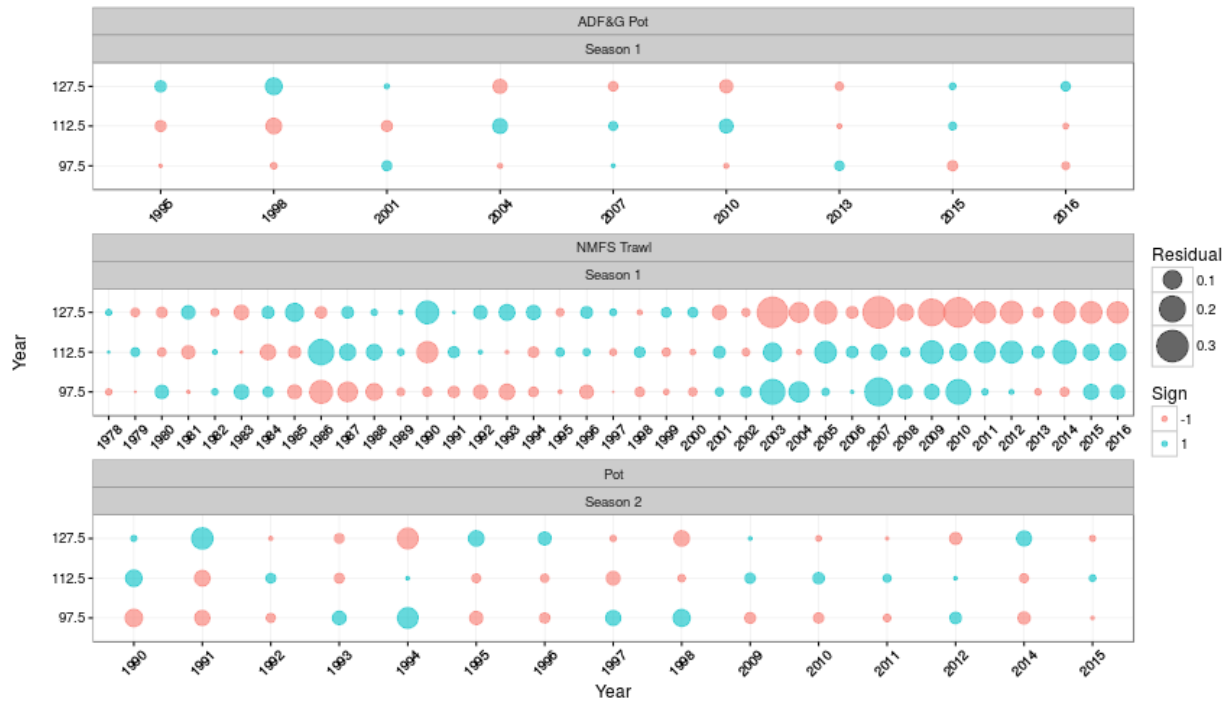 ADF&G Pot
Season 1
127.5
112.5
97.5
1995 1998 2001 2004 2007 2010 2013 2015 2016
NMFS Trawl
Season 1
127.5
112.5
97.5
1978 1979 1980 1981 1982 1983 1984 1985 1986 1987 1988 1989 1990 1991 1992 1993 1994 1995 1996 1997 1998 1999 2000 2001 2002 2003 2004 2005 2006 2007 2008 2009 2010 2011 2012 2013 2014 2015 2016
Pot
Season 2
127.5
112.5
97.5
1990 1991 1992 1993 1994 1995 1996 1997 1998 2009 2010 2011 2012 2014 2015
Year
Year
Residual
0.1
0.2
0.3
Sign
-1
1